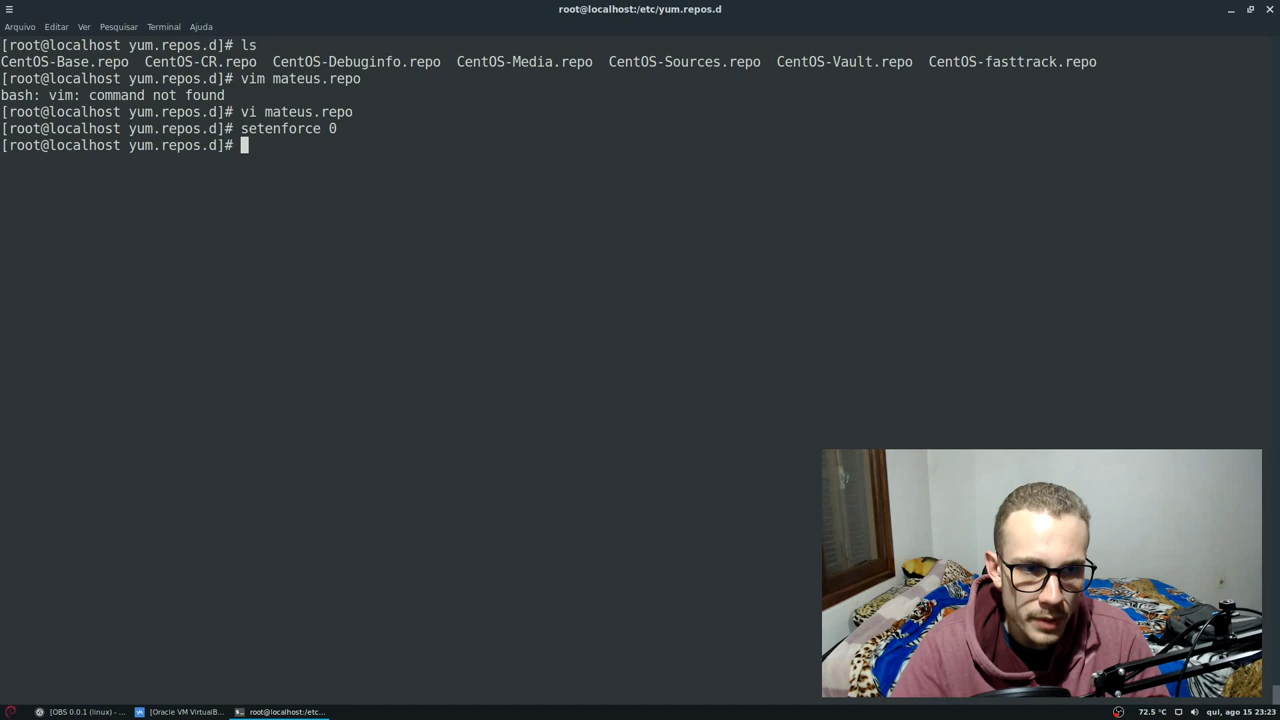 root@localhost:/etc/yum.repos.d
Arquivo Editar Ver Pesquisar Terminal Ajuda
[root@localhost yum.repos.d]# ls
CentOS-Base.repo CentOS-CR.repo CentOS-Debuginfo.repo CentOS-Media.repo CentOS-Sources.repo CentOS-Vault.repo CentOS-fasttrack.repo
[root@localhost yum.repos.d]# vim mateus.repo
bash: vim: command not found
[root@localhost yum.repos.d]# vi mateus.repo
[root@localhost yum.repos.d]# setenforce 0
[root@localhost yum.repos.d]#
[OBS 0.0.1 (linux) - ... [Oracle VM VirtualB... root@localhost:/etc... 72.5 °C qui, ago 15 23:23